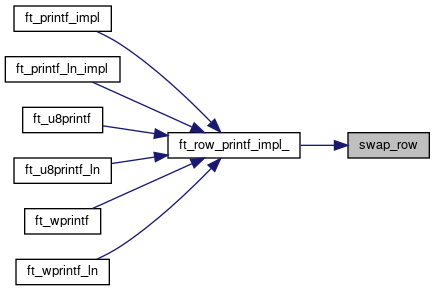 ft_printf_impl
ft_printf_ln_impl
ft_u8printf
ft_u8printf_ln
ft_wprintf
ft_wprintf_ln
ft_row_printf_impl_
swap_row